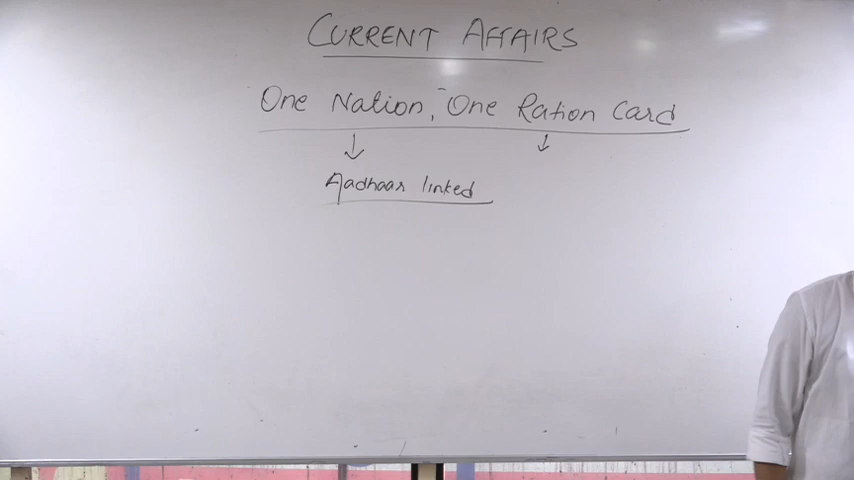 CURRENT AFFAIRS
One Nation, One Ration Card
Aadhaar linked